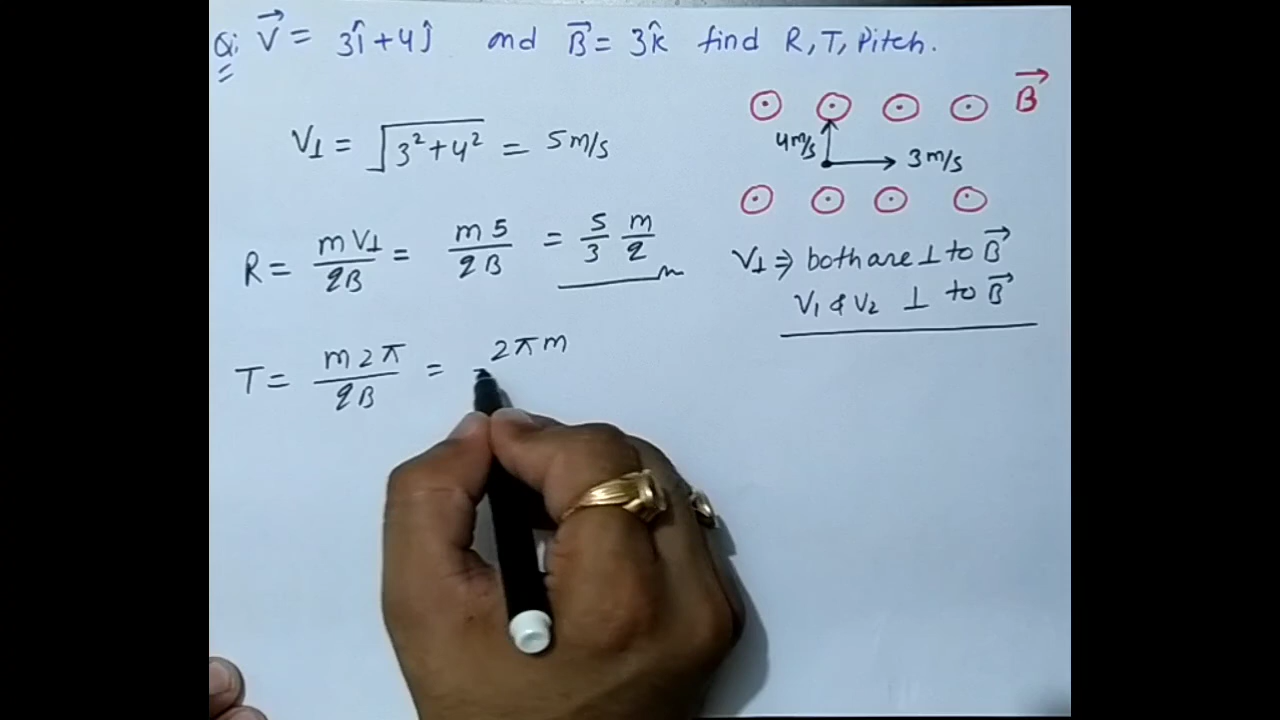 Q: V⃗ = 3î + 4ĵ and B⃗ = 3k̂ find R, T, Pitch.
B⃗
V⊥ = √(3² + 4²) = 5 m/s
4 m/s
3 m/s
R = mV⊥/qB = m5/qB = 5/3 m/q
V⊥ ⇒ both are ⊥ to B⃗
V₁ & V₂ ⊥ to B⃗
T = m2π/qB = 2πm